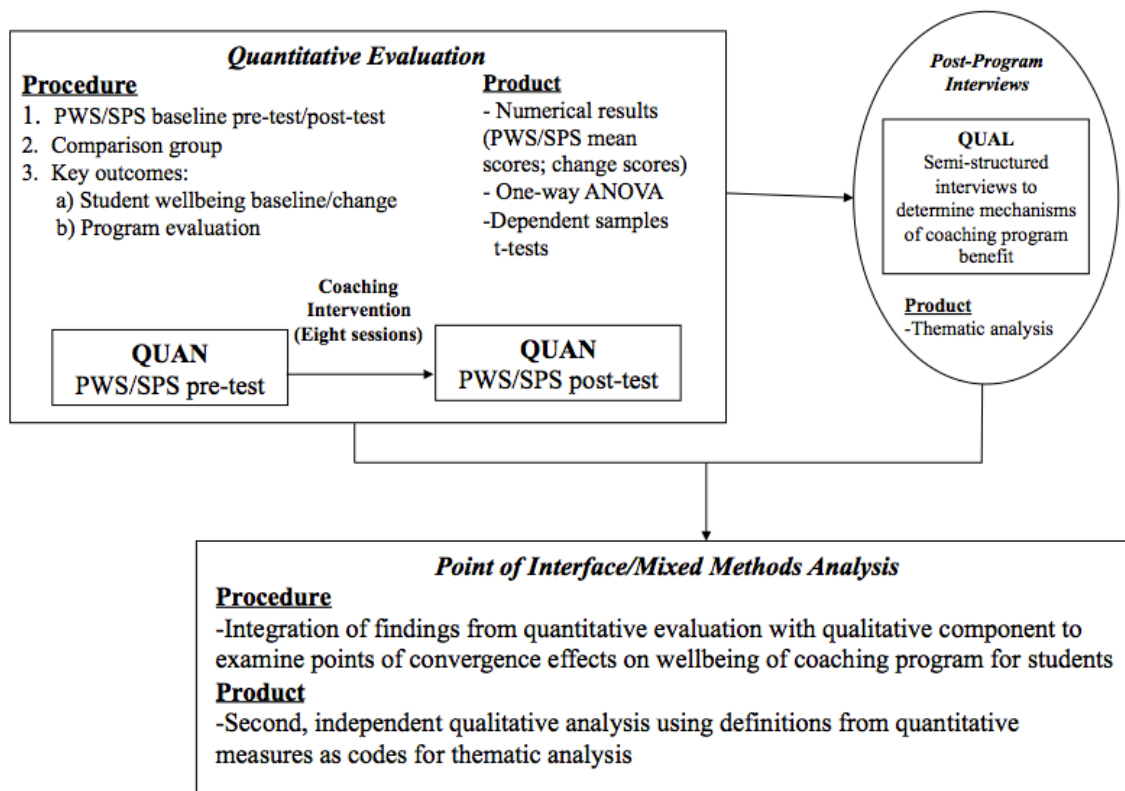 Quantitative Evaluation
Procedure
1. PWS/SPS baseline pre-test/post-test
2. Comparison group
3. Key outcomes:
a) Student wellbeing baseline/change
b) Program evaluation
Product
- Numerical results
(PWS/SPS mean
scores; change scores)
- One-way ANOVA
-Dependent samples
t-tests
Coaching
Intervention
(Eight sessions)
QUAN
PWS/SPS pre-test
QUAN
PWS/SPS post-test
Post-Program
Interviews
QUAL
Semi-structured
interviews to
determine mechanisms
of coaching program
benefit
Product
-Thematic analysis
Point of Interface/Mixed Methods Analysis
Procedure
-Integration of findings from quantitative evaluation with qualitative component to
examine points of convergence effects on wellbeing of coaching program for students
Product
-Second, independent qualitative analysis using definitions from quantitative
measures as codes for thematic analysis